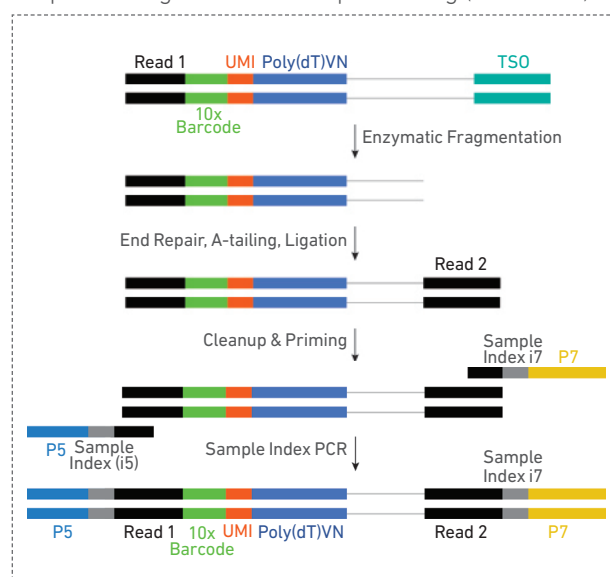 Read 1 UMI Poly(dT)VN TSO
10x
Barcode
Enzymatic Fragmentation
End Repair, A-tailing, Ligation
Read 2
Cleanup & Priming
Sample
Index i7 P7
P5 Sample
Index (i5)
Sample Index PCR
Sample
Index i7
P5 Read 1 10x UMI Poly(dT)VN Read 2 P7
Barcode